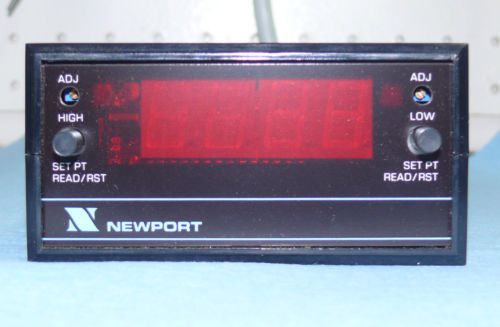 ADJ
HIGH
SET PT
READ/RST
ADJ
LOW
SET PT
READ/RST
N NEWPORT